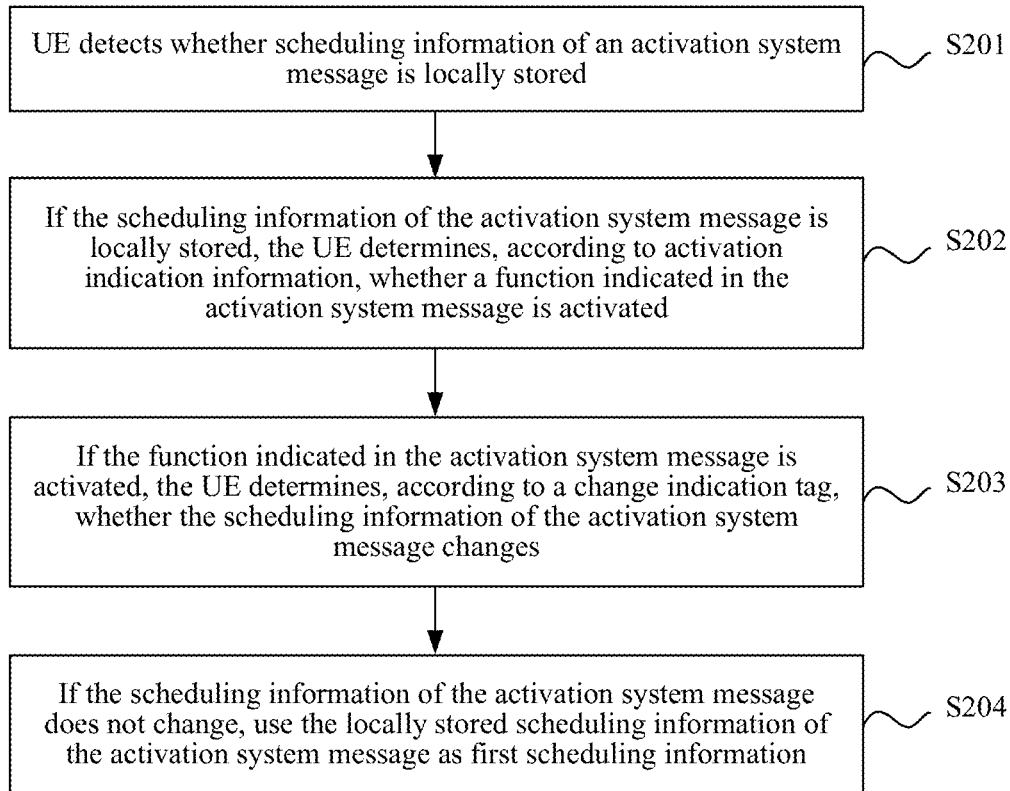 UE detects whether scheduling information of an activation system
message is locally stored
S201
If the scheduling information of the activation system message is
locally stored, the UE determines, according to activation
indication information, whether a function indicated in the
activation system message is activated
S202
If the function indicated in the activation system message is
activated, the UE determines, according to a change indication tag,
whether the scheduling information of the activation system
message changes
S203
If the scheduling information of the activation system message
does not change, use the locally stored scheduling information of
the activation system message as first scheduling information
S204